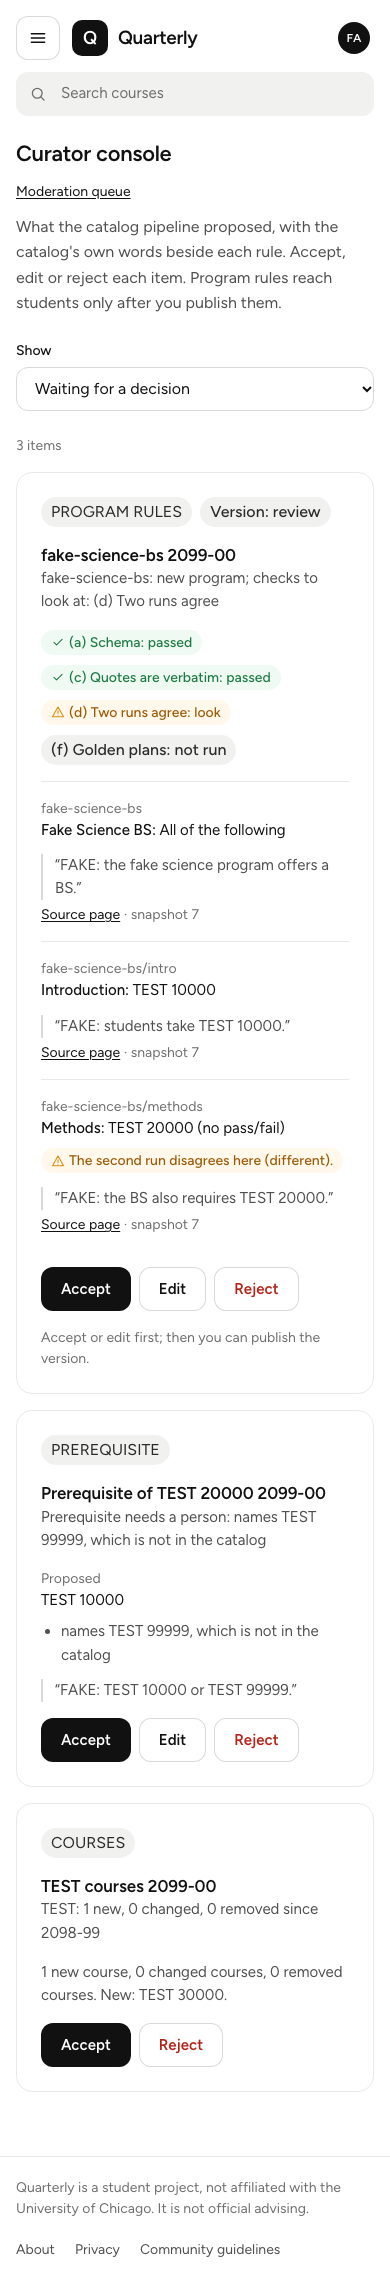 Q Quarterly FA
Search courses
Curator console
Moderation queue
What the catalog pipeline proposed, with the
catalog's own words beside each rule. Accept,
edit or reject each item. Program rules reach
students only after you publish them.
Show
Waiting for a decision
3 items
PROGRAM RULES Version: review
fake-science-bs 2099-00
fake-science-bs: new program; checks to
look at: (d) Two runs agree
(a) Schema: passed
(c) Quotes are verbatim: passed
(d) Two runs agree: look
(f) Golden plans: not run
fake-science-bs
Fake Science BS: All of the following
“FAKE: the fake science program offers a
BS.”
Source page · snapshot 7
fake-science-bs/intro
Introduction: TEST 10000
“FAKE: students take TEST 10000.”
Source page · snapshot 7
fake-science-bs/methods
Methods: TEST 20000 (no pass/fail)
The second run disagrees here (different).
“FAKE: the BS also requires TEST 20000.”
Source page · snapshot 7
Accept Edit Reject
Accept or edit first; then you can publish the
version.
PREREQUISITE
Prerequisite of TEST 20000 2099-00
Prerequisite needs a person: names TEST
99999, which is not in the catalog
Proposed
TEST 10000
• names TEST 99999, which is not in the
catalog
“FAKE: TEST 10000 or TEST 99999.”
Accept Edit Reject
COURSES
TEST courses 2099-00
TEST: 1 new, 0 changed, 0 removed since
2098-99
1 new course, 0 changed courses, 0 removed
courses. New: TEST 30000.
Accept Reject
Quarterly is a student project, not affiliated with the
University of Chicago. It is not official advising.
About Privacy Community guidelines